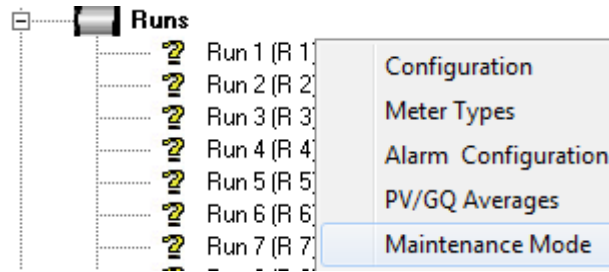 Runs
Run 1 (R 1)
Run 2 (R 2)
Run 3 (R 3)
Run 4 (R 4)
Run 5 (R 5)
Run 6 (R 6)
Run 7 (R 7)
Configuration
Meter Types
Alarm Configuration
PV/GQ Averages
Maintenance Mode